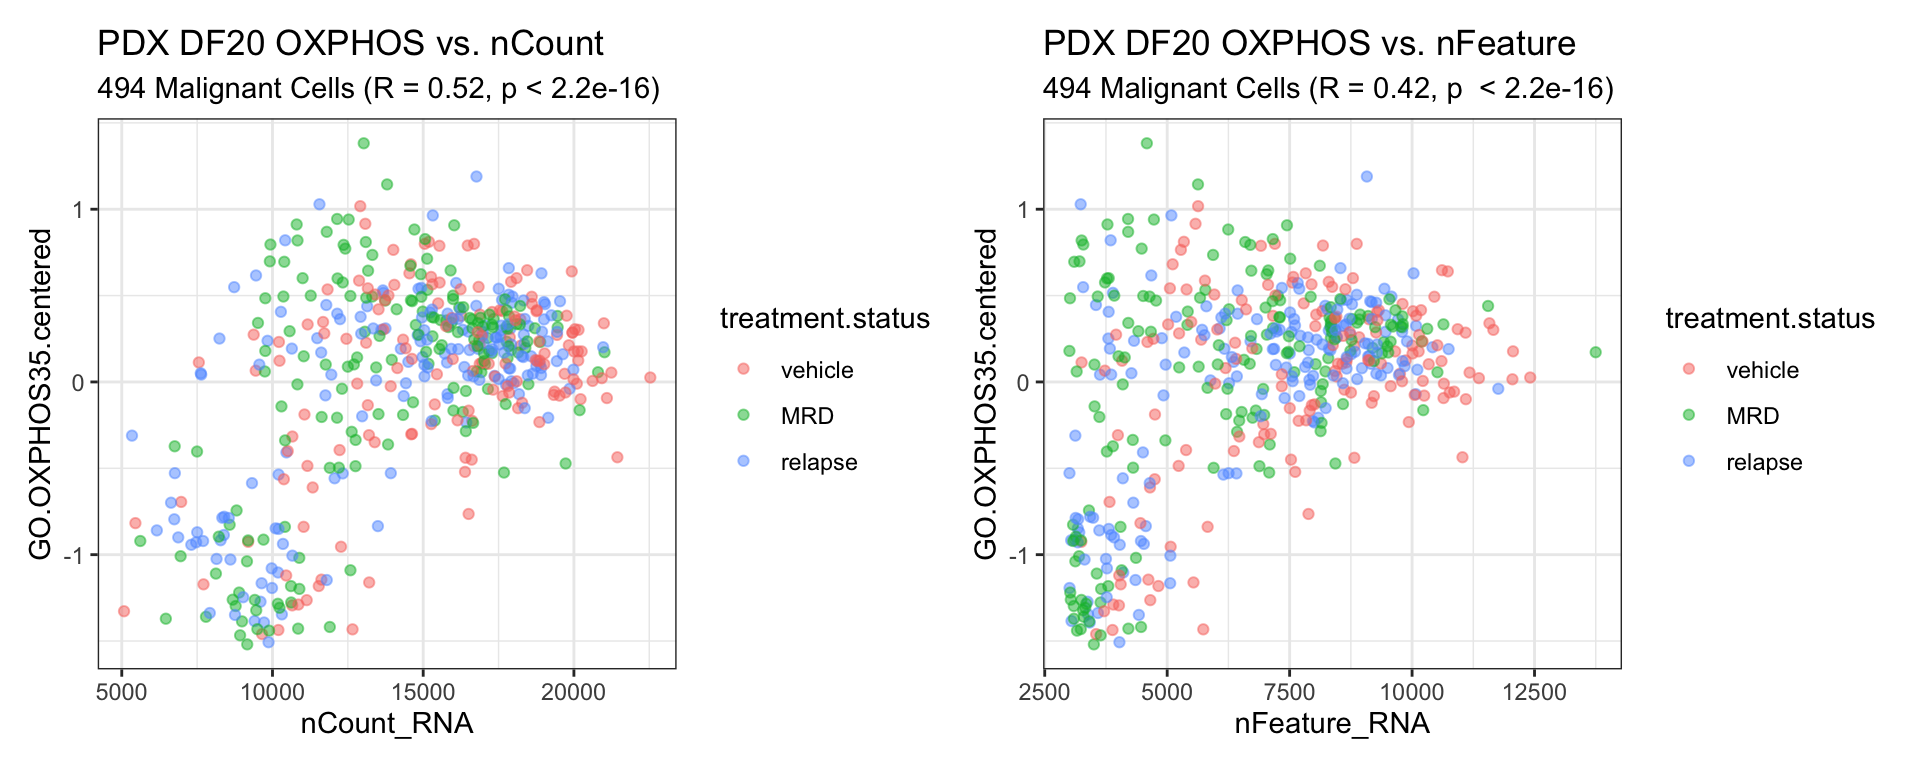 PDX DF20 OXPHOS vs. nCount
494 Malignant Cells (R = 0.52, p < 2.2e-16)
GO.OXPHOS35.centered
1
0
-1
5000 10000 15000 20000
nCount_RNA
treatment.status
vehicle
MRD
relapse
PDX DF20 OXPHOS vs. nFeature
494 Malignant Cells (R = 0.42, p  < 2.2e-16)
GO.OXPHOS35.centered
1
0
-1
2500 5000 7500 10000 12500
nFeature_RNA
treatment.status
vehicle
MRD
relapse